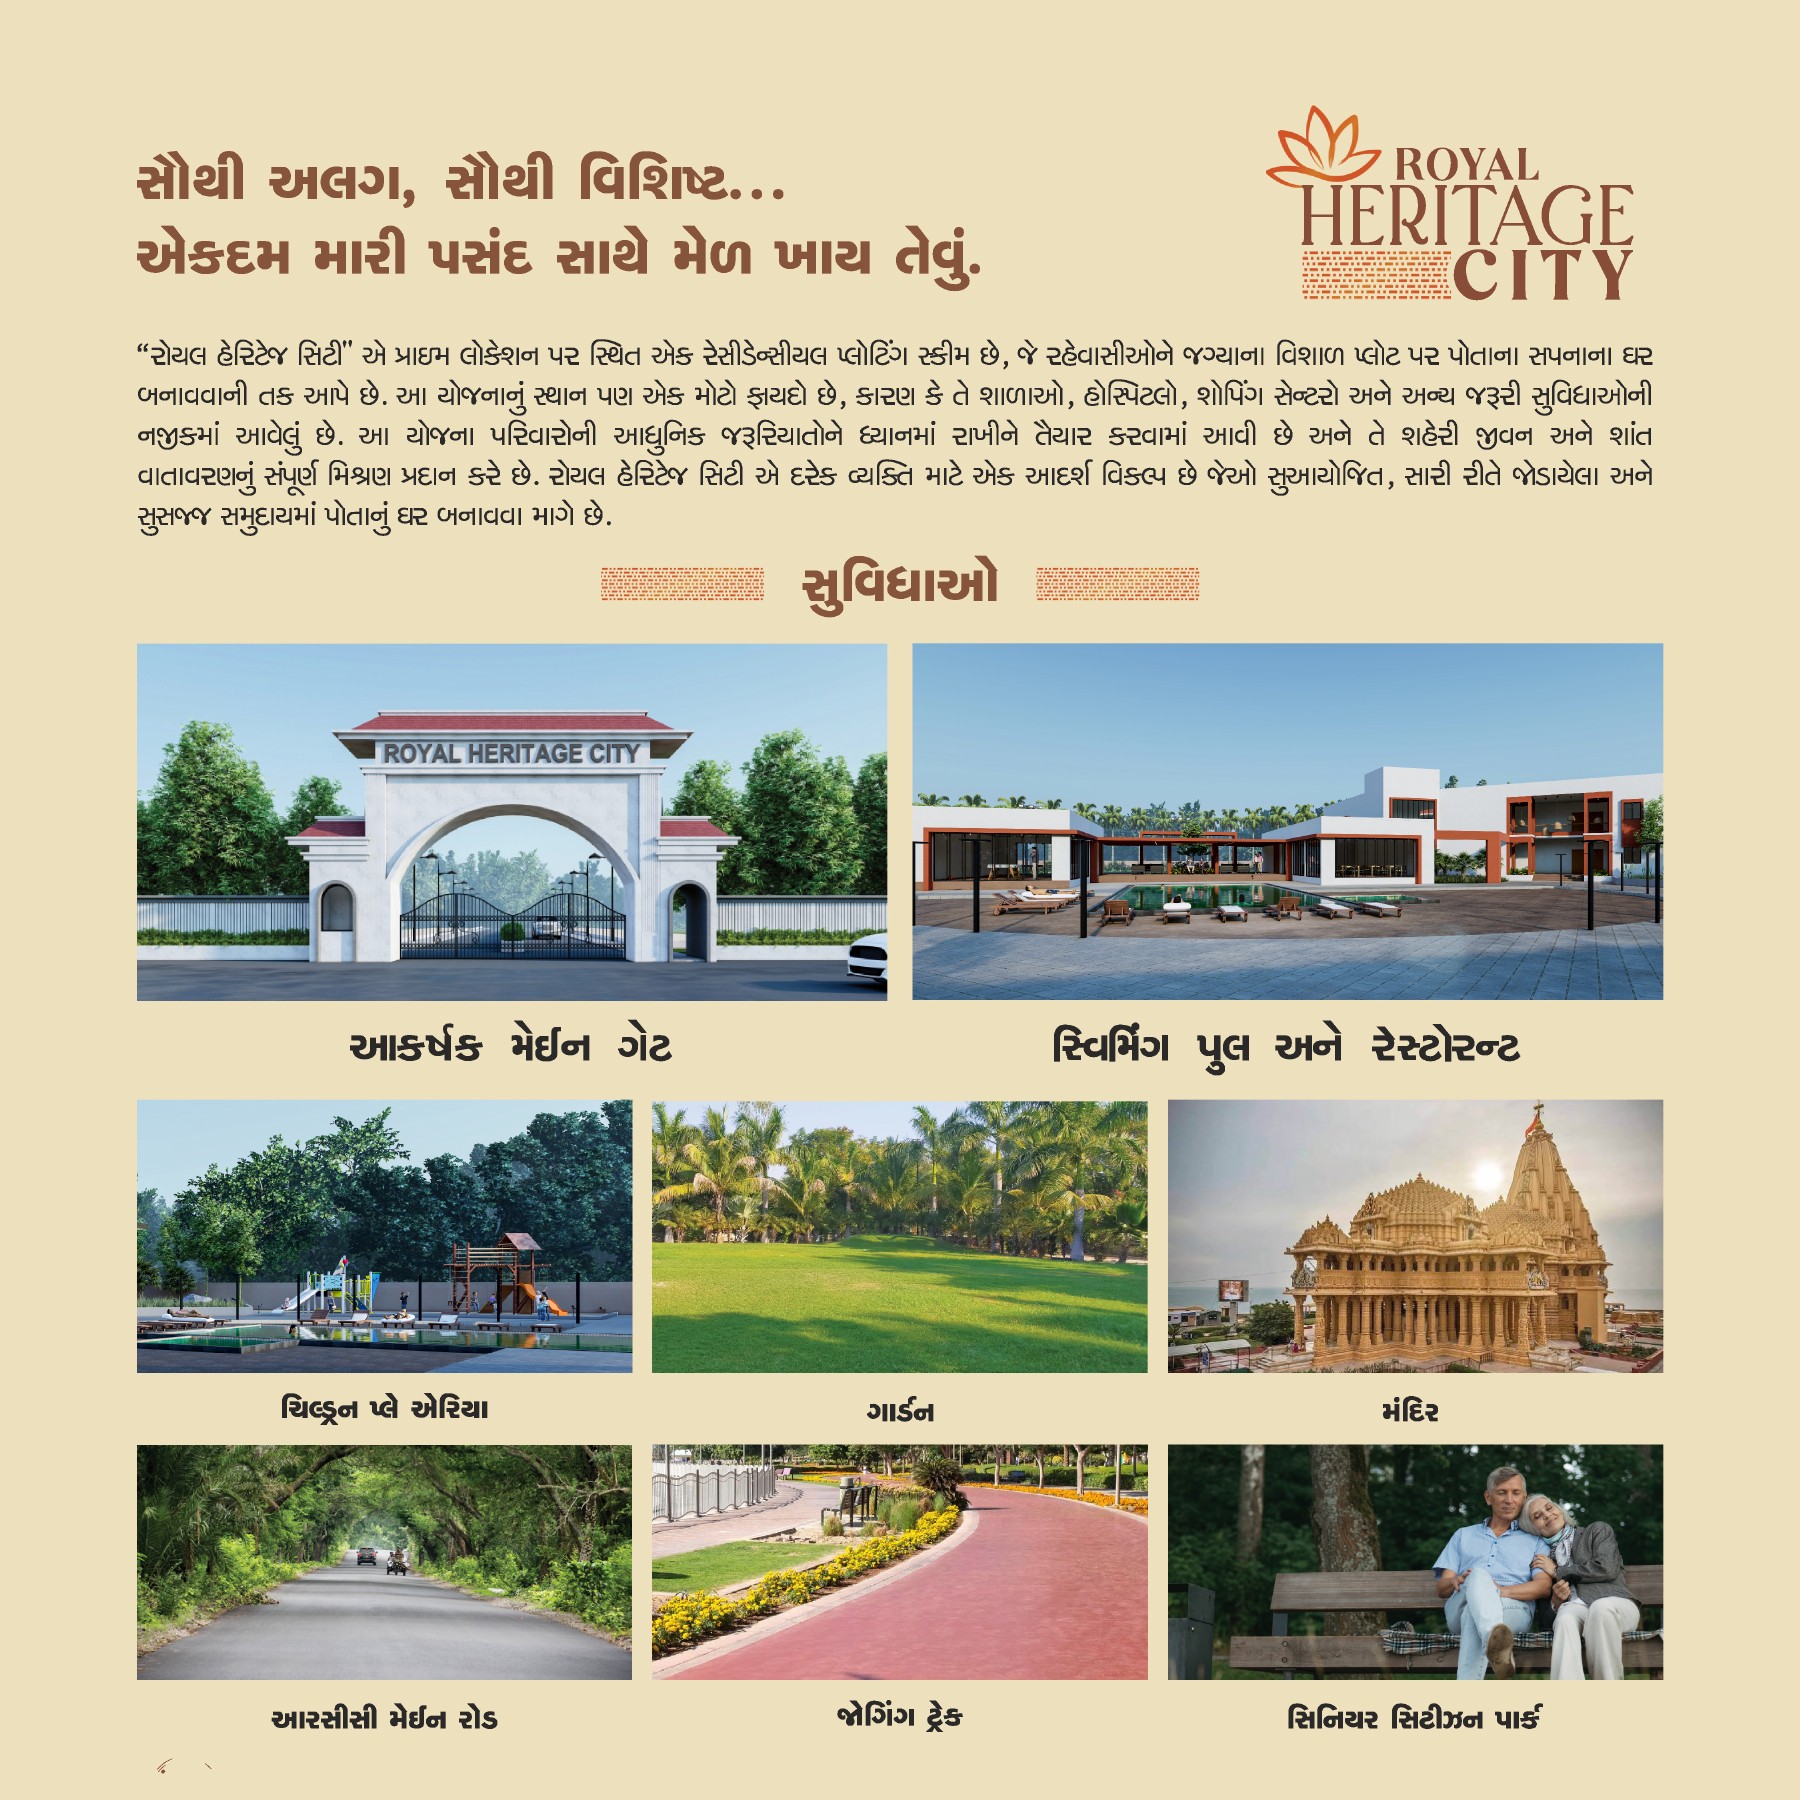 સૌથી અલગ, સૌથી વિશિષ્ટ...
એકદમ મારી પસંદ સાથે મેળ ખાય તેવું.
ROYAL
HERITAGE
CITY
“રોયલ હેરિટેજ સિટી" એ પ્રાઇમ લોકેશન પર સ્થિત એક રેસીડેન્સીયલ પ્લોટિંગ સ્કીમ છે, જે રહેવાસીઓને જગ્યાના વિશાળ પ્લોટ પર પોતાના સપનાના ઘર
બનાવવાની તક આપે છે. આ યોજનાનું સ્થાન પણ એક મોટો ફાયદો છે, કારણ કે તે શાળાઓ, હોસ્પિટલો, શોપિંગ સેન્ટરો અને અન્ય જરૂરી સુવિધાઓની
નજીકમાં આવેલું છે. આ યોજના પરિવારોની આધુનિક જરૂરિયાતોને ધ્યાનમાં રાખીને તૈયાર કરવામાં આવી છે અને તે શહેરી જીવન અને શાંત
વાતાવરણનું સંપૂર્ણ મિશ્રણ પ્રદાન કરે છે. રોયલ હેરિટેજ સિટી એ દરેક વ્યક્તિ માટે એક આદર્શ વિકલ્પ છે જેઓ સુઆયોજિત, સારી રીતે જોડાયેલા અને
સુસજ્જ સમુદાયમાં પોતાનું ઘર બનાવવા માગે છે.
સુવિધાઓ
ROYAL HERITAGE CITY
આકર્ષક મેઈન ગેટ
સ્વિમિંગ પુલ અને રેસ્ટોરન્ટ
ચિલ્ડ્રન પ્લે એરિયા
ગાર્ડન
મંદિર
આરસીસી મેઈન રોડ
જોગિંગ ટ્રેક
સિનિયર સિટીઝન પાર્ક